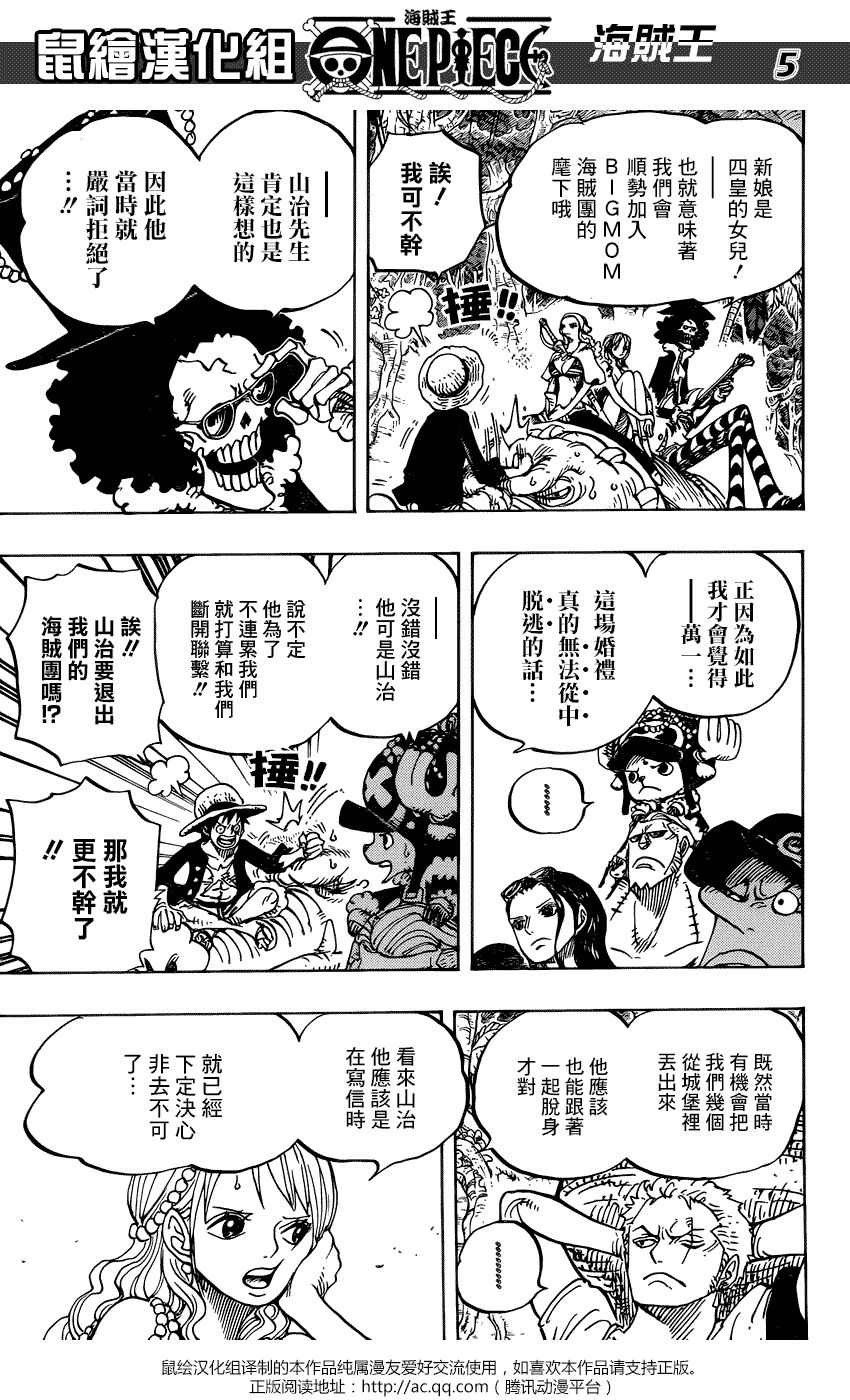 鼠繪漢化組
海賊王
ONE PIECE
海賊王
5
新娘是
四皇的女兒！
——
也就意味著
我們會
順勢加入
BIGMOM
海賊團的
麾下哦
誒！
我可不幹
捶!!
——
山治先生
肯定也是
這樣想的
因此他
當時就
嚴詞拒絕了
…!!
正因為如此
我才會覺得
——萬一…
這場婚禮
真的無法從中
脫逃的話…
………
沒錯沒錯
他可是山治
…!!
說不定
他為了
不連累我們
就打算和我們
斷開聯繫!!
捶!!
誒!!
山治要退出
我們的
海賊團嗎!?
那我就
更不幹了
!!
既然當時
有機會把
我們幾個
從城堡裡
丟出來
他應該
也能跟著
一起脫身
才對
………
看來山治
他應該是
在寫信時
就已經
下定決心
非去不可
了…
鼠绘汉化组译制的本作品纯属漫友爱好交流使用，如喜欢本作品请支持正版。
正版阅读地址：http://ac.qq.com（腾讯动漫平台）